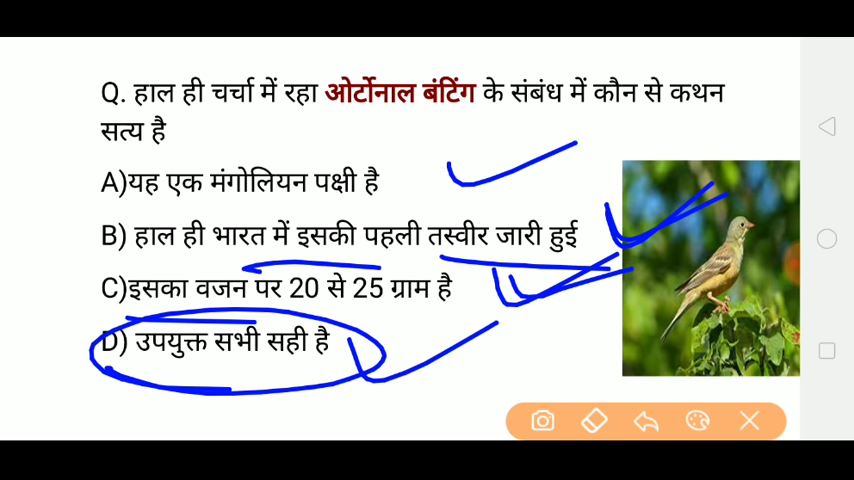 Q. हाल ही चर्चा में रहा ओर्टोनाल बंटिंग के संबंध में कौन से कथन
सत्य है
A)यह एक मंगोलियन पक्षी है
B) हाल ही भारत में इसकी पहली तस्वीर जारी हुई
C)इसका वजन पर 20 से 25 ग्राम है
D) उपयुक्त सभी सही है